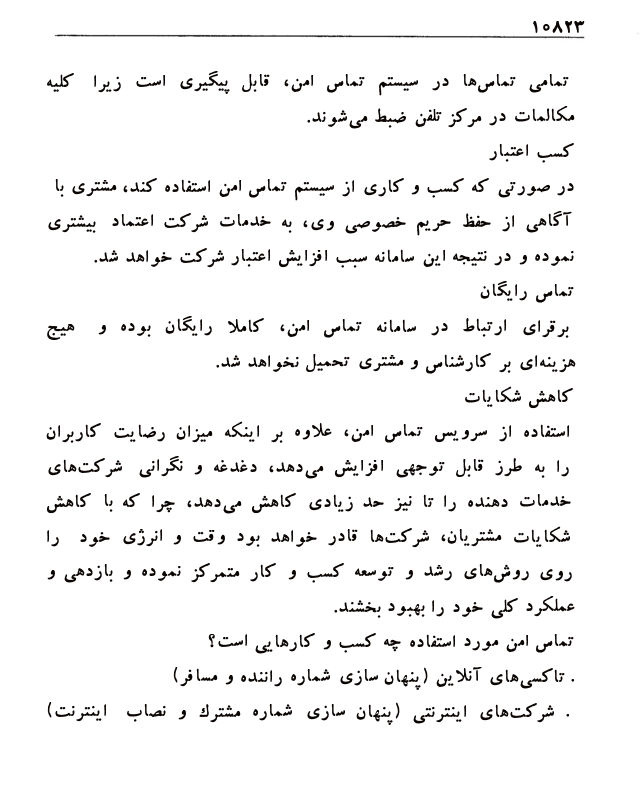 ۱۰۸۲۳
تمامی تماس‌ها در سیستم تماس امن، قابل پیگیری است زیرا کلیه
مکالمات در مرکز تلفن ضبط می‌شوند.
کسب اعتبار
در صورتی که کسب و کاری از سیستم تماس امن استفاده کند، مشتری با
آگاهی از حفظ حریم خصوصی وی، به خدمات شرکت اعتماد بیشتری
نموده و در نتیجه این سامانه سبب افزایش اعتبار شرکت خواهد شد.
تماس رایگان
برقرای ارتباط در سامانه تماس امن، کاملا رایگان بوده و هیچ
هزینه‌ای بر کارشناس و مشتری تحمیل نخواهد شد.
کاهش شکایات
استفاده از سرویس تماس امن، علاوه بر اینکه میزان رضایت کاربران
را به طرز قابل توجهی افزایش می‌دهد، دغدغه و نگرانی شرکت‌های
خدمات دهنده را تا نیز حد زیادی کاهش می‌دهد، چرا که با کاهش
شکایات مشتریان، شرکت‌ها قادر خواهد بود وقت و انرژی خود را
روی روش‌های رشد و توسعه کسب و کار متمرکز نموده و بازدهی و
عملکرد کلی خود را بهبود بخشند.
تماس امن مورد استفاده چه کسب و کارهایی است؟
. تاکسی‌های آنلاین (پنهان سازی شماره راننده و مسافر)
. شرکت‌های اینترنتی (پنهان سازی شماره مشترك و نصاب اینترنت)